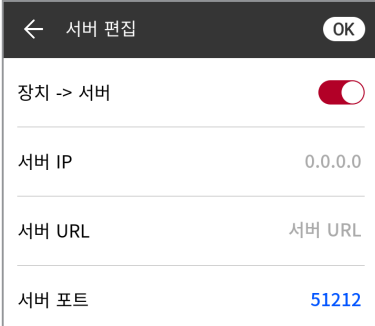 서버 편집 OK
장치 -> 서버
서버 IP 0.0.0.0
서버 URL 서버 URL
서버 포트 51212